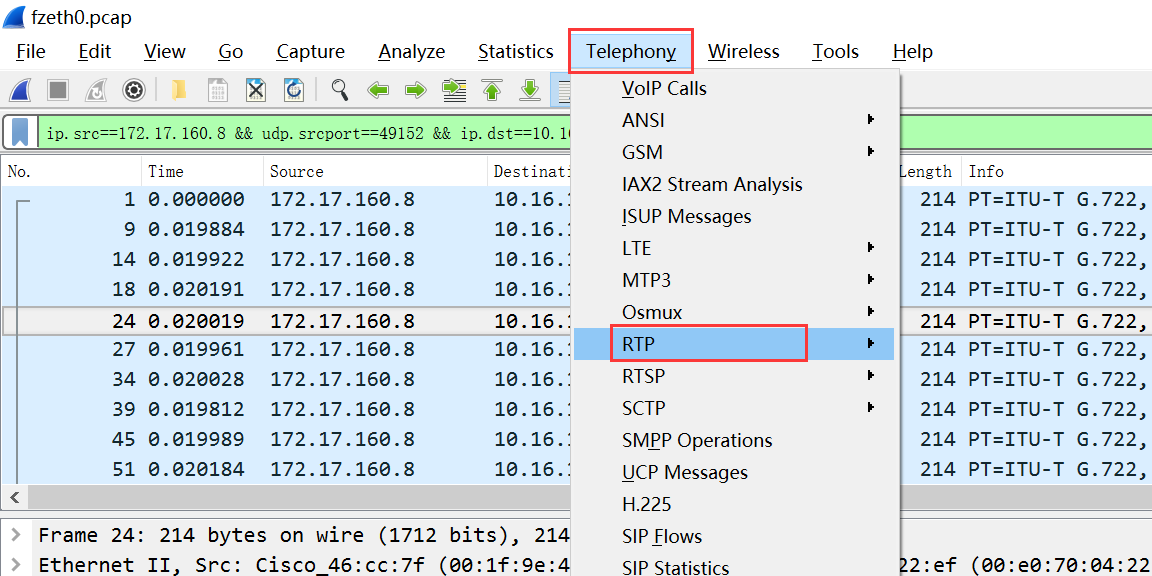 fzeth0.pcap
File Edit View Go Capture Analyze Statistics Telephony Wireless Tools Help
VoIP Calls
ANSI
GSM
IAX2 Stream Analysis
ISUP Messages
LTE
MTP3
Osmux
RTP
RTSP
SCTP
SMPP Operations
UCP Messages
H.225
SIP Flows
SIP Statistics
ip.src==172.17.160.8 && udp.srcport==49152 && ip.dst==10.1
No. Time Source Destinati Length Info
1 0.000000 172.17.160.8 10.16. 214 PT=ITU-T G.722,
9 0.019884 172.17.160.8 10.16. 214 PT=ITU-T G.722,
14 0.019922 172.17.160.8 10.16. 214 PT=ITU-T G.722,
18 0.020191 172.17.160.8 10.16. 214 PT=ITU-T G.722,
24 0.020019 172.17.160.8 10.16. 214 PT=ITU-T G.722,
27 0.019961 172.17.160.8 10.16. 214 PT=ITU-T G.722,
34 0.020028 172.17.160.8 10.16. 214 PT=ITU-T G.722,
39 0.019812 172.17.160.8 10.16. 214 PT=ITU-T G.722,
45 0.019989 172.17.160.8 10.16. 214 PT=ITU-T G.722,
51 0.020184 172.17.160.8 10.16. 214 PT=ITU-T G.722,
Frame 24: 214 bytes on wire (1712 bits), 214
Ethernet II, Src: Cisco_46:cc:7f (00:1f:9e:4 22:ef (00:e0:70:04:22